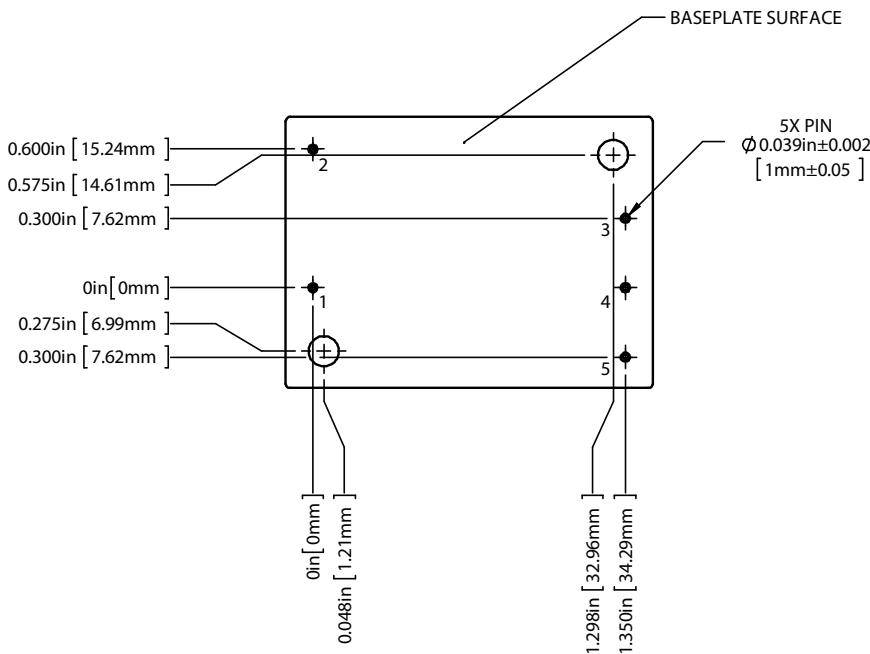 BASEPLATE SURFACE
5X PIN
⌀ 0.039in±0.002
[1mm±0.05 ]
0.600in [15.24mm ]
2
0.575in [14.61mm ]
0.300in [7.62mm ]
3
0in[0mm ]
1
4
0.275in [6.99mm ]
0.300in [7.62mm ]
5
0in[0mm ]
0.048in [1.21mm ]
1.298in [32.96mm ]
1.350in [34.29mm ]